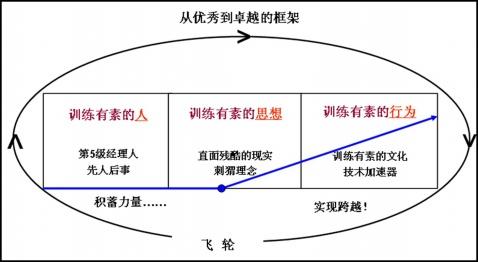 从优秀到卓越的框架
训练有素的人 训练有素的思想 训练有素的行为
第5级经理人 直面残酷的现实 训练有素的文化
先人后事 刺猬理念 技术加速器
积蓄力量…… 实现跨越!
飞轮